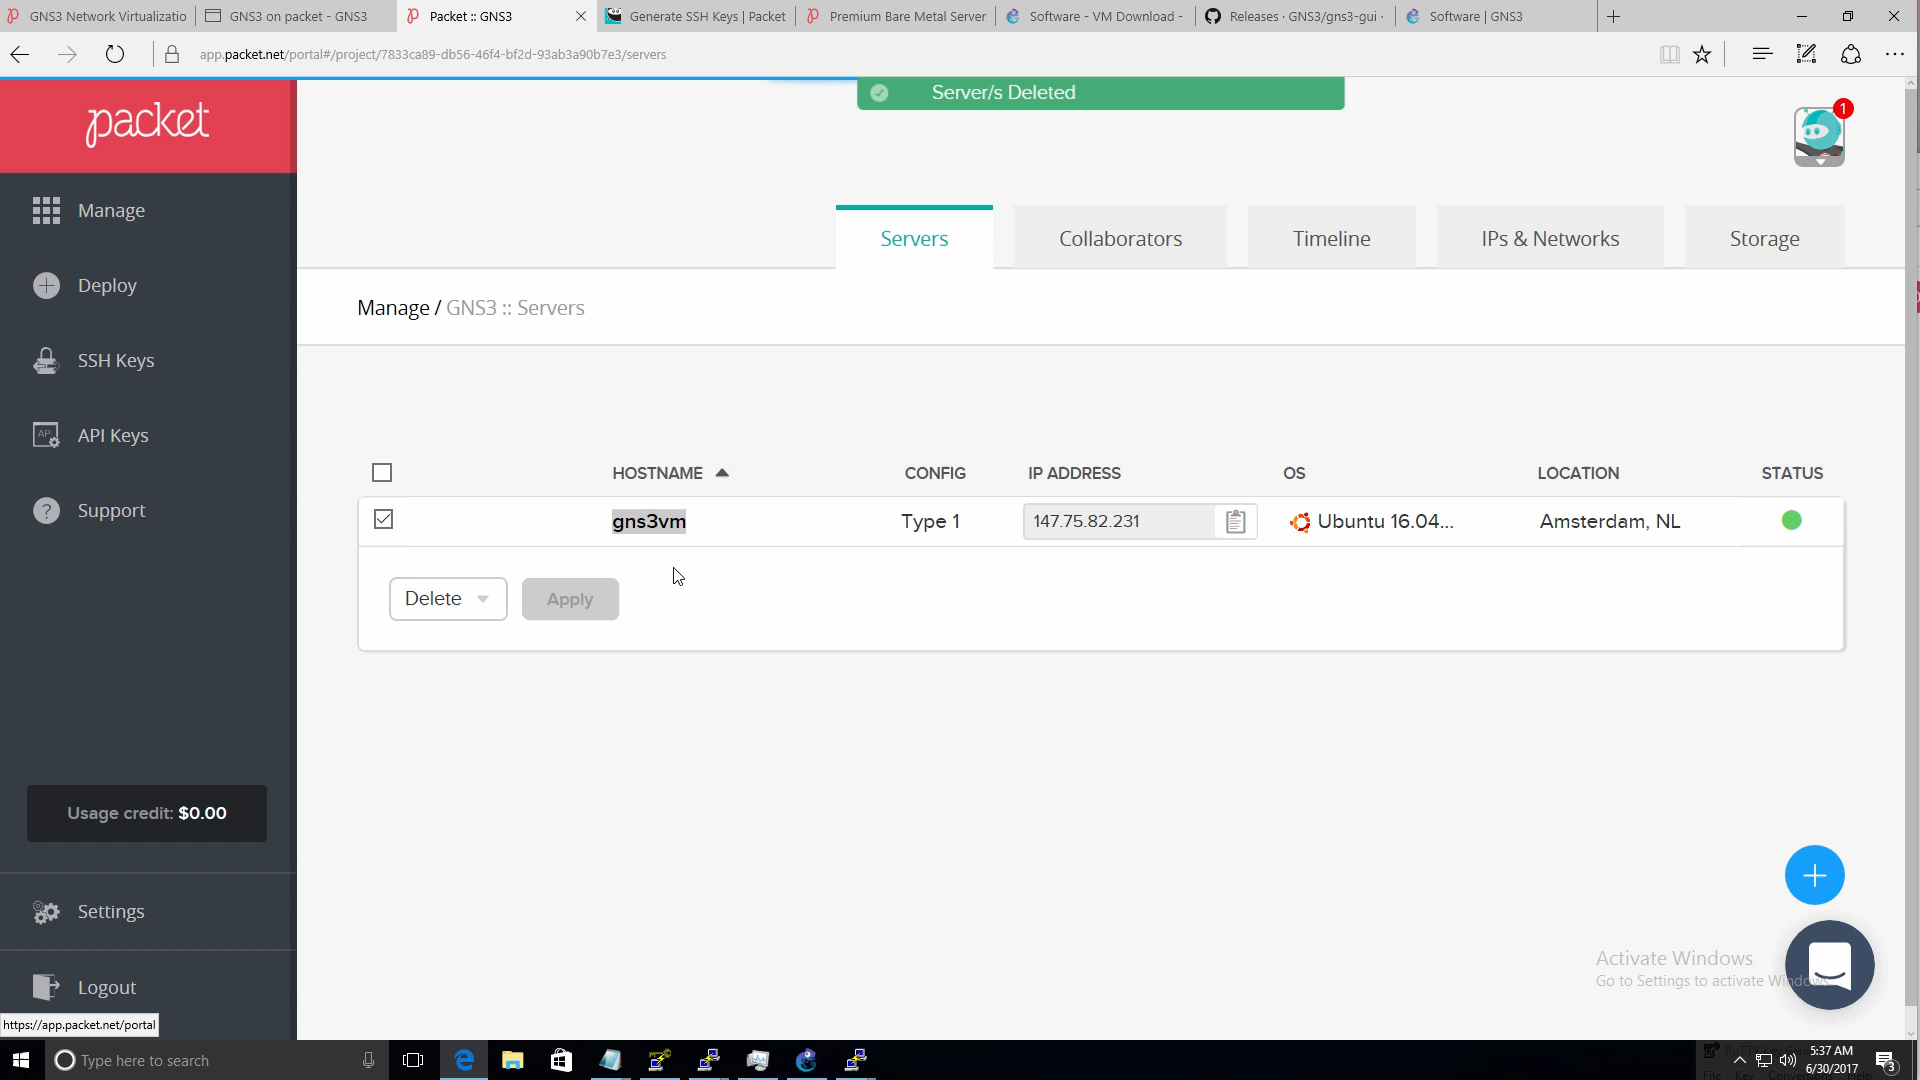 GNS3 Network Virtualizatio
GNS3 on packet - GNS3
Packet :: GNS3
Generate SSH Keys | Packet
Premium Bare Metal Server
Software - VM Download -
Releases · GNS3/gns3-gui ·
Software | GNS3
app.packet.net/portal#/project/7833ca89-db56-46f4-bf2d-93ab3a90b7e3/servers
packet
Server/s Deleted
1
Manage
Deploy
SSH Keys
API
API Keys
Support
Usage credit: $0.00
Settings
Logout
https://app.packet.net/portal
Servers
Collaborators
Timeline
IPs & Networks
Storage
Manage / GNS3 :: Servers
HOSTNAME CONFIG IP ADDRESS OS LOCATION STATUS
gns3vm Type 1 147.75.82.231 Ubuntu 16.04... Amsterdam, NL
Delete Apply
Activate Windows
Go to Settings to activate Windows.
Type here to search
5:37 AM
6/30/2017
3